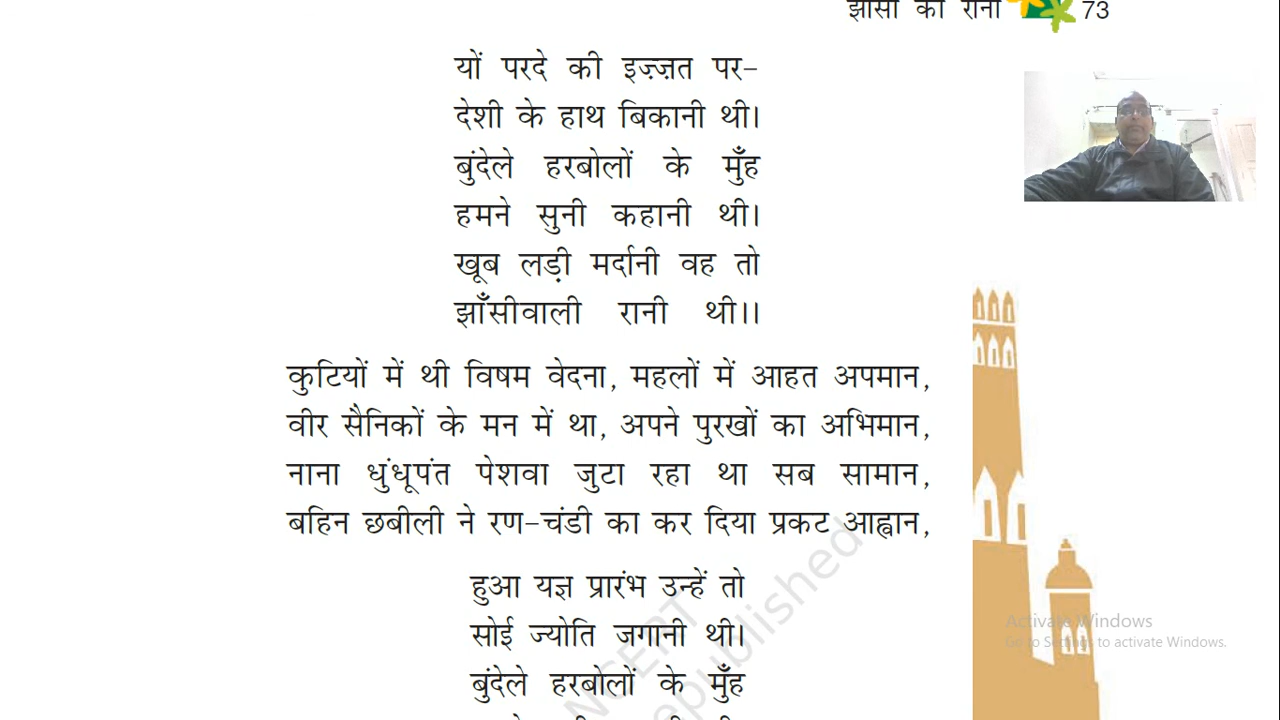 झाँसी की रानी 73
यों परदे की इज़्ज़त पर–
देशी के हाथ बिकानी थी।
बुंदेले हरबोलों के मुँह
हमने सुनी कहानी थी।
खूब लड़ी मर्दानी वह तो
झाँसीवाली रानी थी।।
कुटियों में थी विषम वेदना, महलों में आहत अपमान,
वीर सैनिकों के मन में था, अपने पुरखों का अभिमान,
नाना धुंधूपंत पेशवा जुटा रहा था सब सामान,
बहिन छबीली ने रण–चंडी का कर दिया प्रकट आह्वान,
हुआ यज्ञ प्रारंभ उन्हें तो
सोई ज्योति जगानी थी।
बुंदेले हरबोलों के मुँह
NCERT
republished
Activate Windows
Go to Settings to activate Windows.